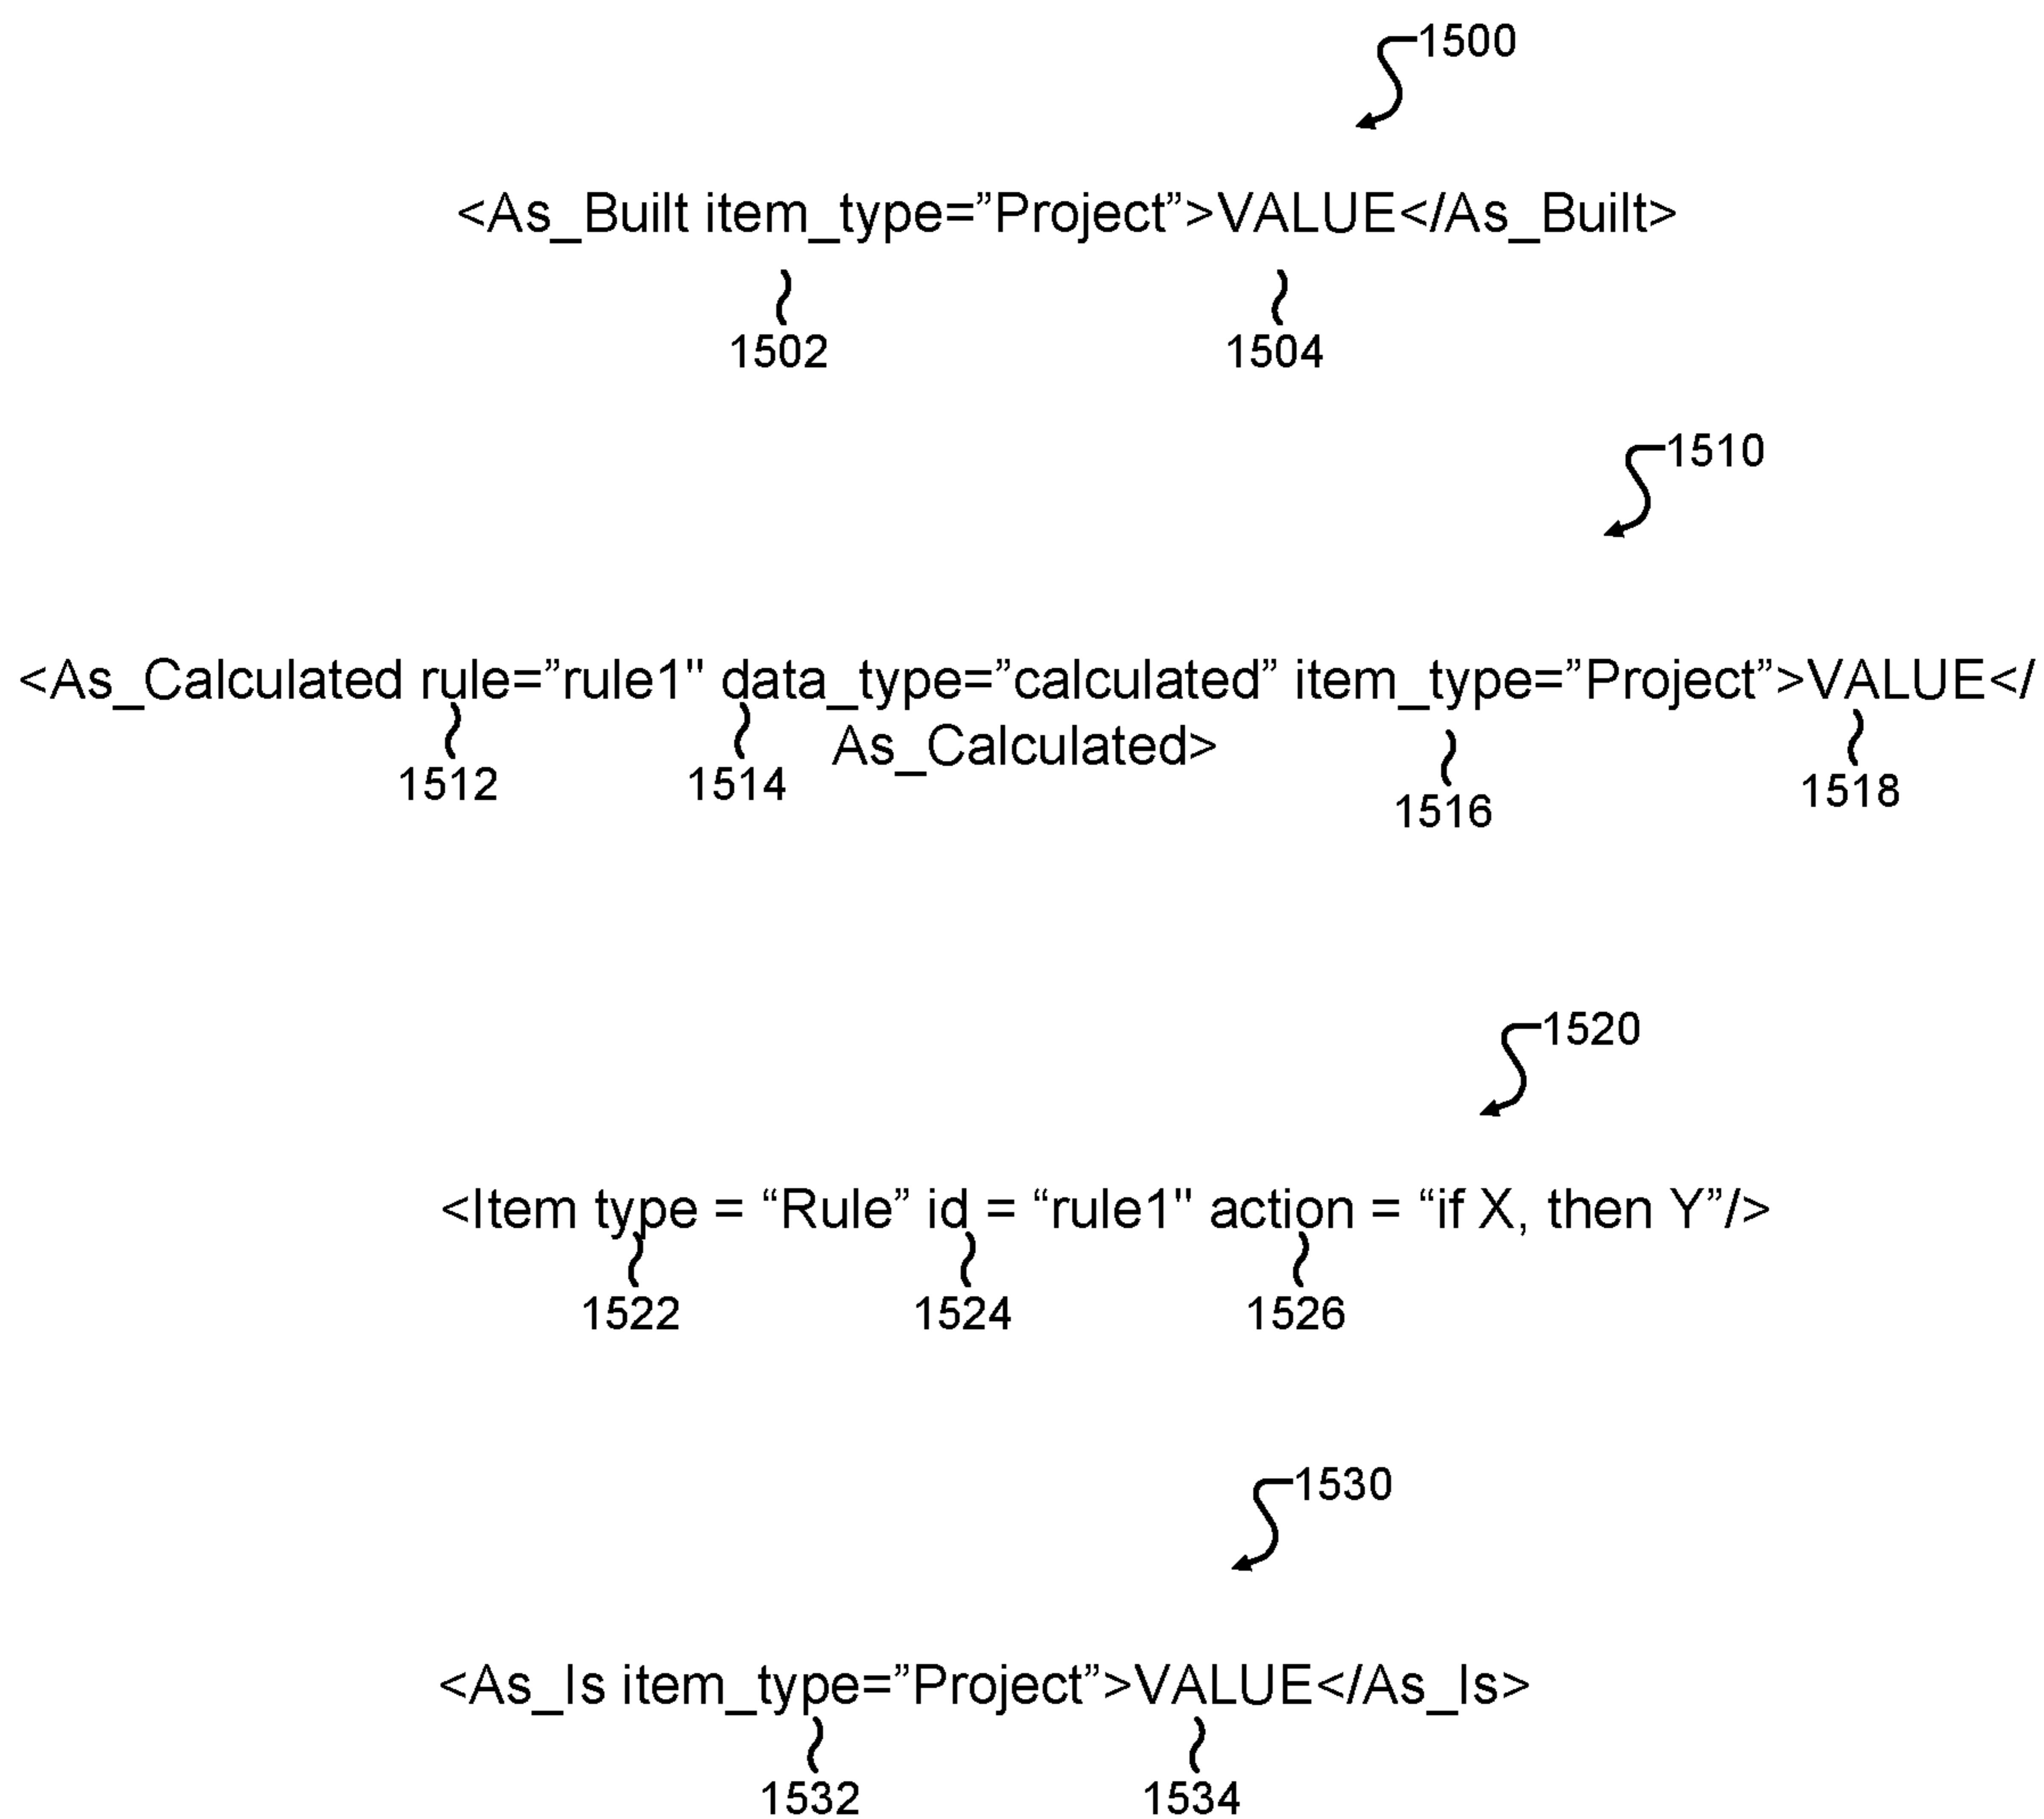 1500
<As_Built item_type=”Project”>VALUE</As_Built>
1502 1504
1510
<As_Calculated rule=”rule1" data_type=”calculated” item_type=”Project”>VALUE</
As_Calculated>
1512 1514 1516 1518
1520
<Item type = “Rule” id = “rule1" action = “if X, then Y”/>
1522 1524 1526
1530
<As_Is item_type=”Project”>VALUE</As_Is>
1532 1534